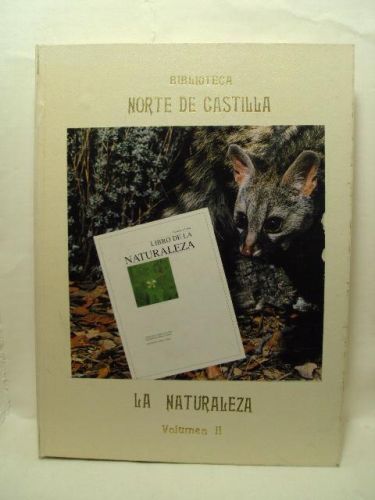 BIBLIOTECA
NORTE DE CASTILLA
LIBRO DE LA
NATURALEZA
LA NATURALEZA
Volumen II